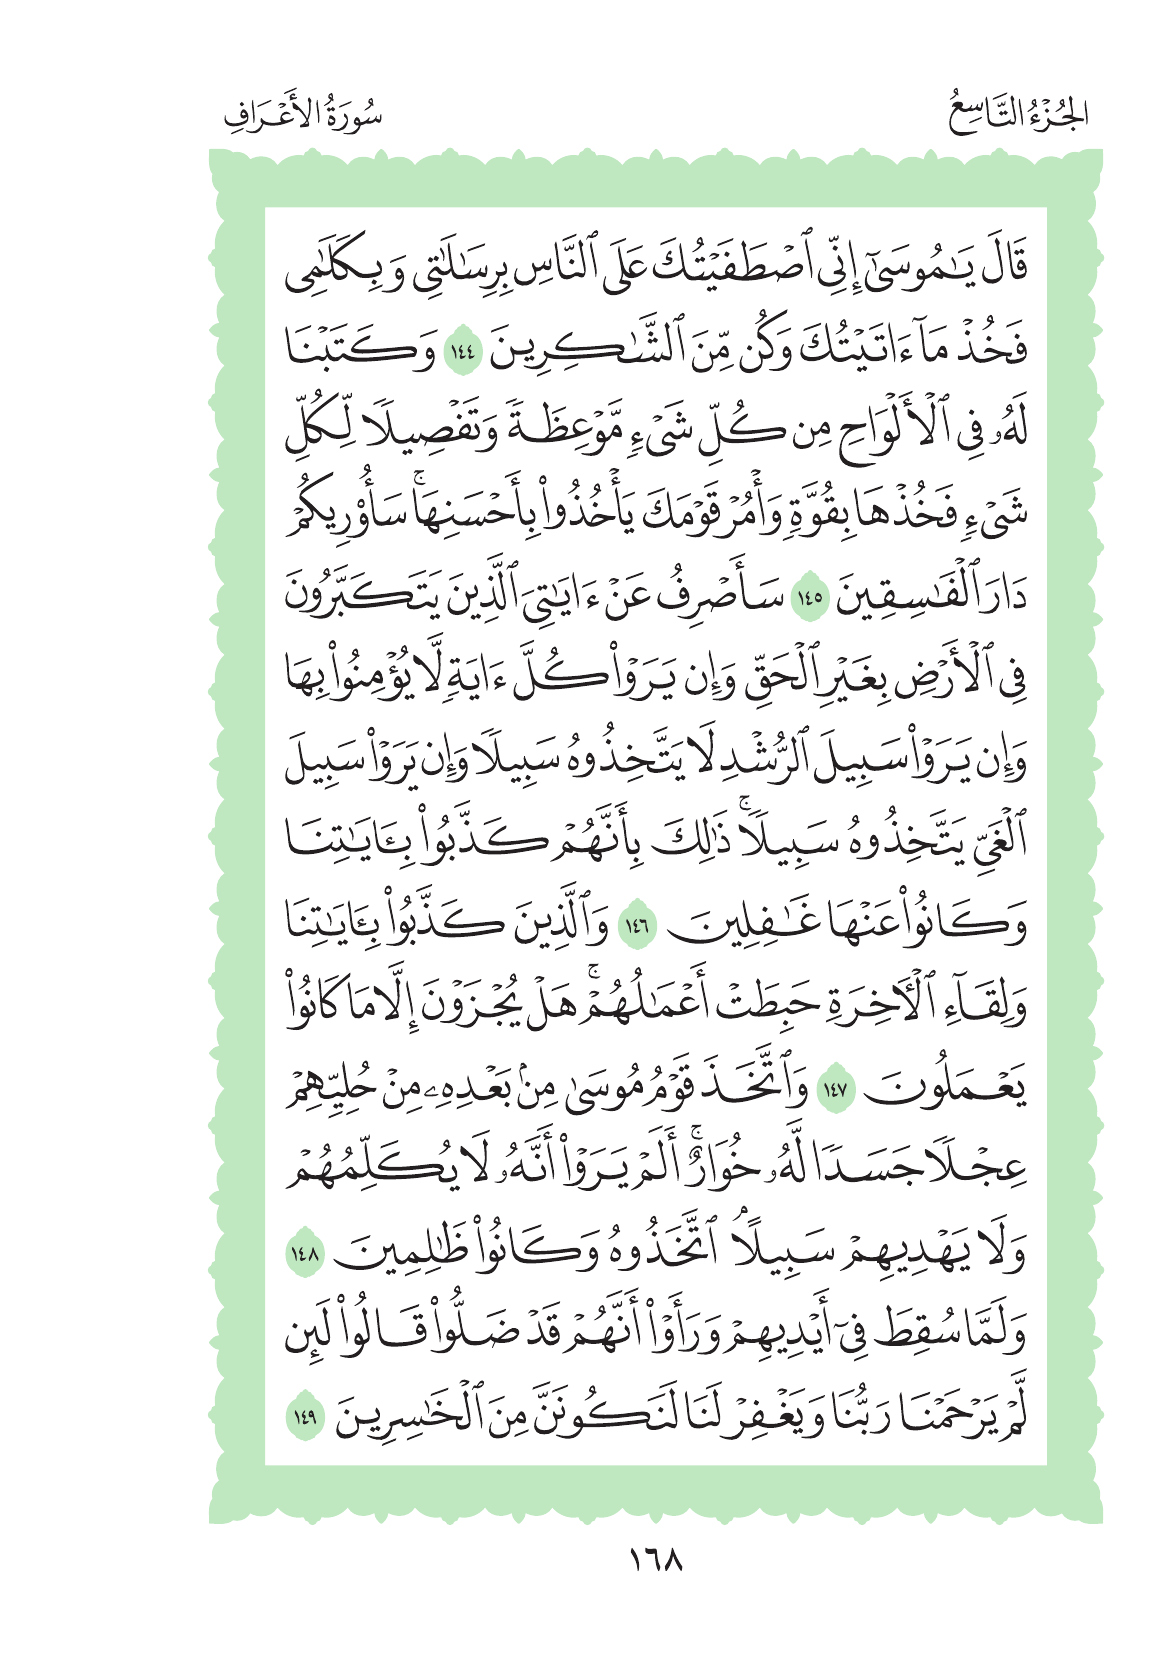 الجُزْءُ التَّاسِعُ
سُورَةُ الأَعْرَافِ
قَالَ يَٰمُوسَىٰٓ إِنِّي ٱصۡطَفَيۡتُكَ عَلَى ٱلنَّاسِ بِرِسَٰلَٰتِي وَبِكَلَٰمِي
فَخُذۡ مَآ ءَاتَيۡتُكَ وَكُن مِّنَ ٱلشَّٰكِرِينَ ١٤٤ وَكَتَبۡنَا
لَهُۥ فِي ٱلۡأَلۡوَاحِ مِن كُلِّ شَيۡءٖ مَّوۡعِظَةٗ وَتَفۡصِيلٗا لِّكُلِّ
شَيۡءٖ فَخُذۡهَا بِقُوَّةٖ وَأۡمُرۡ قَوۡمَكَ يَأۡخُذُواْ بِأَحۡسَنِهَاۚ سَأُوْرِيكُمۡ
دَارَ ٱلۡفَٰسِقِينَ ١٤٥ سَأَصۡرِفُ عَنۡ ءَايَٰتِيَ ٱلَّذِينَ يَتَكَبَّرُونَ
فِي ٱلۡأَرۡضِ بِغَيۡرِ ٱلۡحَقِّ وَإِن يَرَوۡاْ كُلَّ ءَايَةٖ لَّا يُؤۡمِنُواْ بِهَا
وَإِن يَرَوۡاْ سَبِيلَ ٱلرُّشۡدِ لَا يَتَّخِذُوهُ سَبِيلٗا وَإِن يَرَوۡاْ سَبِيلَ
ٱلۡغَيِّ يَتَّخِذُوهُ سَبِيلٗاۚ ذَٰلِكَ بِأَنَّهُمۡ كَذَّبُواْ بِـَٔايَٰتِنَا
وَكَانُواْ عَنۡهَا غَٰفِلِينَ ١٤٦ وَٱلَّذِينَ كَذَّبُواْ بِـَٔايَٰتِنَا
وَلِقَآءِ ٱلۡأٓخِرَةِ حَبِطَتۡ أَعۡمَٰلُهُمۡۚ هَلۡ يُجۡزَوۡنَ إِلَّا مَا كَانُواْ
يَعۡمَلُونَ ١٤٧ وَٱتَّخَذَ قَوۡمُ مُوسَىٰ مِنۢ بَعۡدِهِۦ مِنۡ حُلِيِّهِمۡ
عِجۡلٗا جَسَدٗا لَّهُۥ خُوَارٌۚ أَلَمۡ يَرَوۡاْ أَنَّهُۥ لَا يُكَلِّمُهُمۡ
وَلَا يَهۡدِيهِمۡ سَبِيلًاۘ ٱتَّخَذُوهُ وَكَانُواْ ظَٰلِمِينَ ١٤٨
وَلَمَّا سُقِطَ فِيٓ أَيۡدِيهِمۡ وَرَأَوۡاْ أَنَّهُمۡ قَدۡ ضَلُّواْ قَالُواْ لَئِن
لَّمۡ يَرۡحَمۡنَا رَبُّنَا وَيَغۡفِرۡ لَنَا لَنَكُونَنَّ مِنَ ٱلۡخَٰسِرِينَ ١٤٩
١٦٨